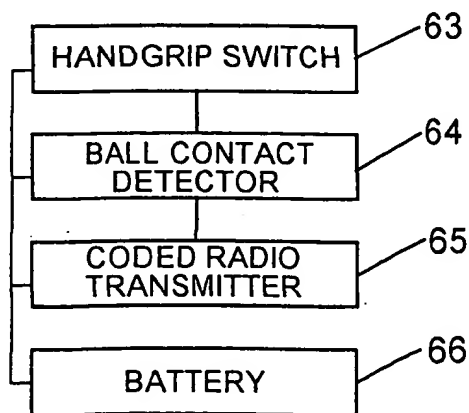 HANDGRIP SWITCH
63
BALL CONTACT
DETECTOR
64
CODED RADIO
TRANSMITTER
65
BATTERY
66